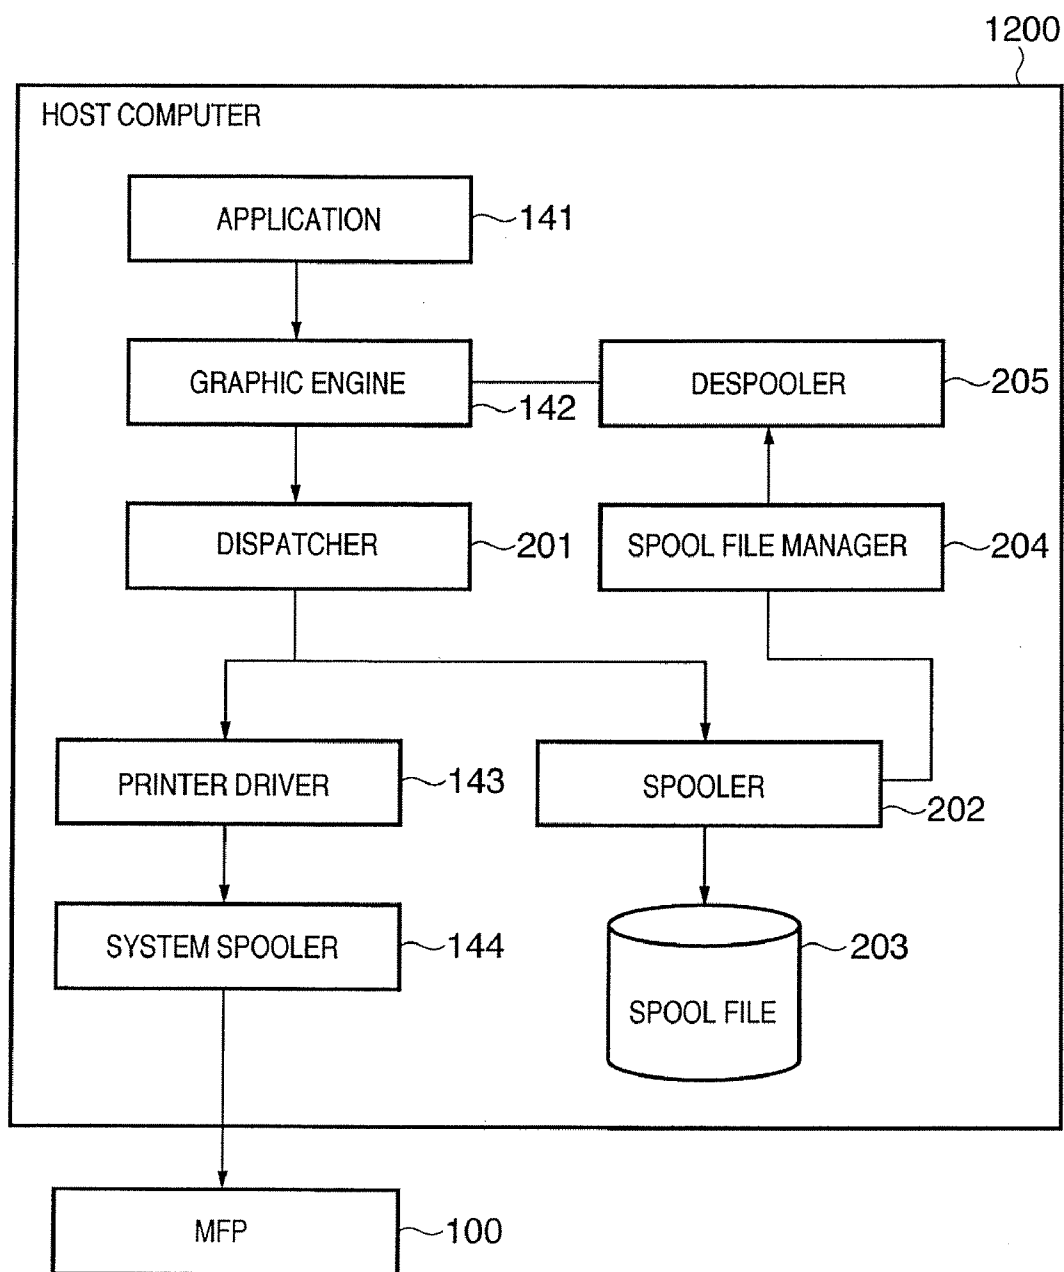 1200
HOST COMPUTER
APPLICATION
141
GRAPHIC ENGINE
142
DESPOOLER
205
DISPATCHER
201
SPOOL FILE MANAGER
204
PRINTER DRIVER
143
SPOOLER
202
SYSTEM SPOOLER
144
SPOOL FILE
203
MFP
100